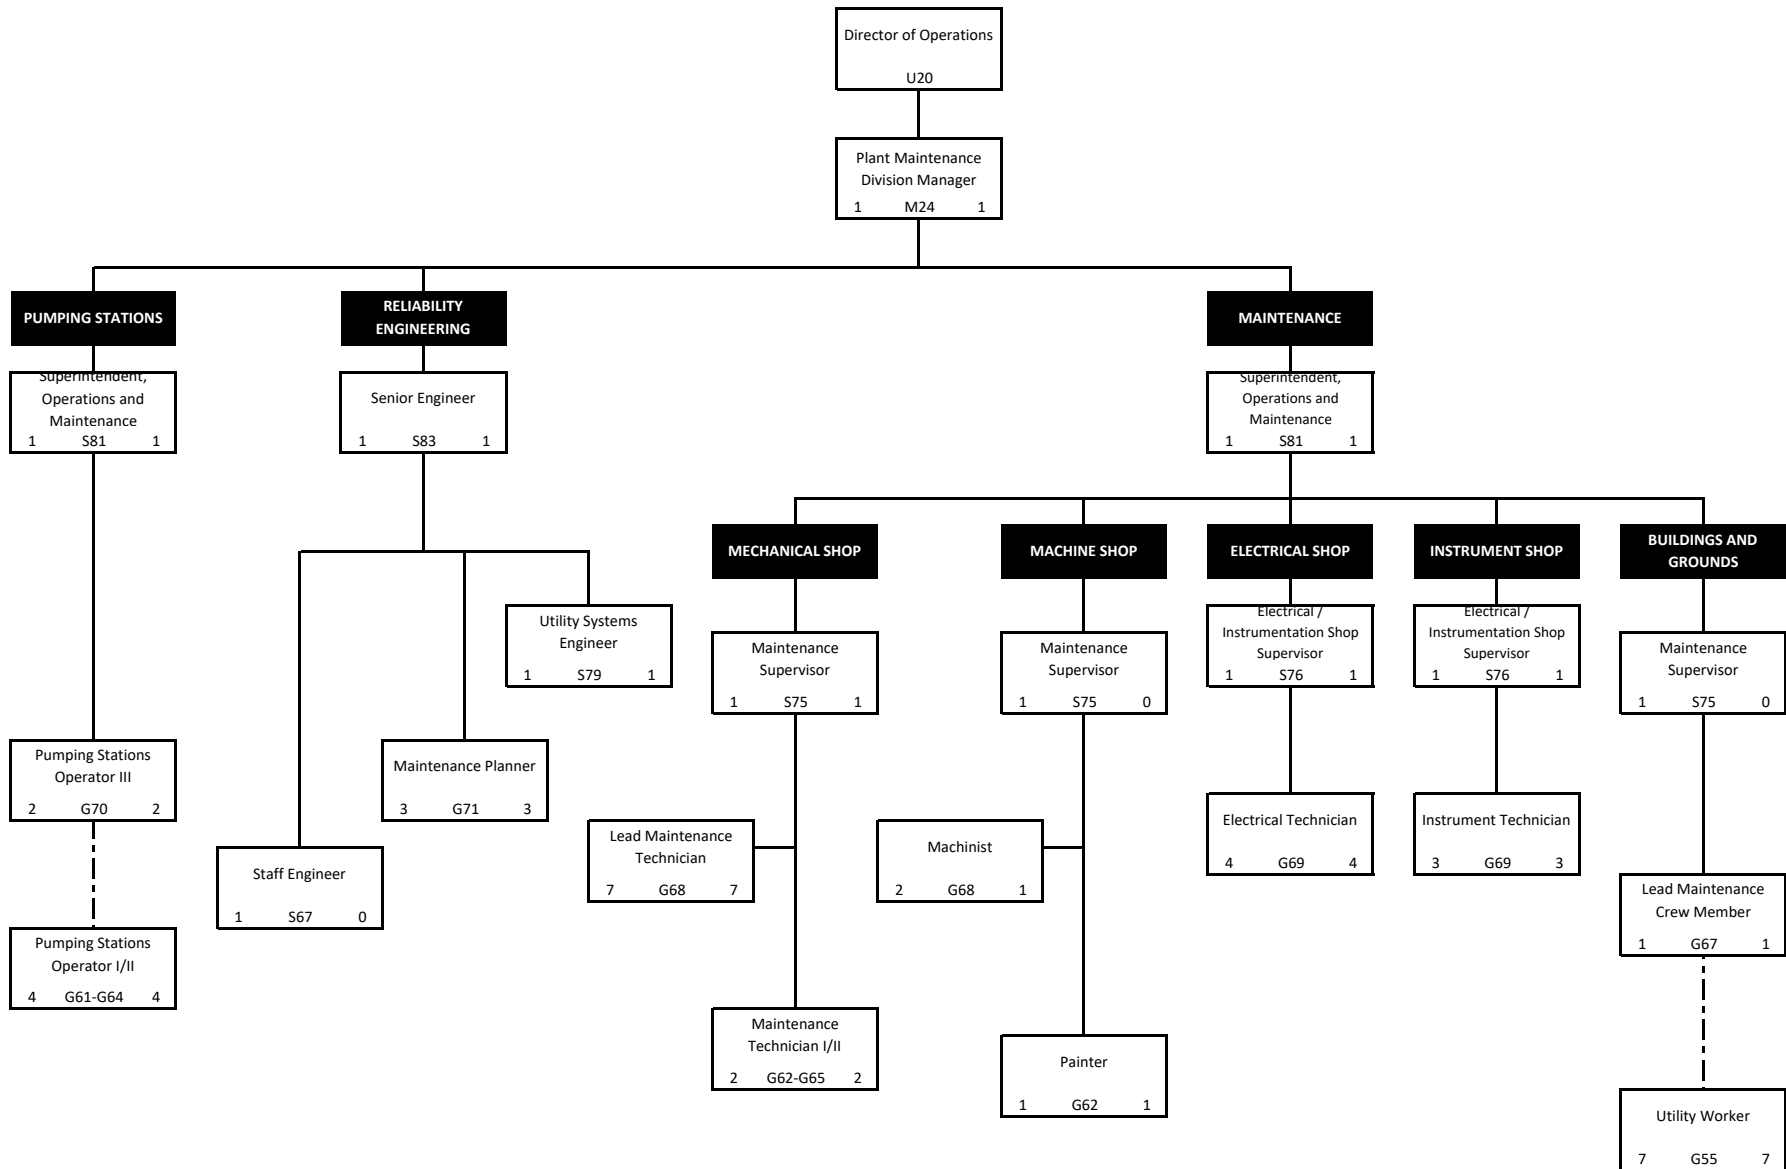 Director of Operations
U20
Plant Maintenance
Division Manager
1 M24 1
PUMPING STATIONS
RELIABILITY
ENGINEERING
MAINTENANCE
Superintendent,
Operations and
Maintenance
1 S81 1
Senior Engineer
1 S83 1
Superintendent,
Operations and
Maintenance
1 S81 1
MECHANICAL SHOP
MACHINE SHOP
ELECTRICAL SHOP
INSTRUMENT SHOP
BUILDINGS AND
GROUNDS
Utility Systems
Engineer
1 S79 1
Maintenance
Supervisor
1 S75 1
Maintenance
Supervisor
1 S75 0
Electrical /
Instrumentation Shop
Supervisor
1 S76 1
Electrical /
Instrumentation Shop
Supervisor
1 S76 1
Maintenance
Supervisor
1 S75 0
Pumping Stations
Operator III
2 G70 2
Maintenance Planner
3 G71 3
Lead Maintenance
Technician
7 G68 7
Machinist
2 G68 1
Electrical Technician
4 G69 4
Instrument Technician
3 G69 3
Staff Engineer
1 S67 0
Lead Maintenance
Crew Member
1 G67 1
Pumping Stations
Operator I/II
4 G61-G64 4
Maintenance
Technician I/II
2 G62-G65 2
Painter
1 G62 1
Utility Worker
7 G55 7